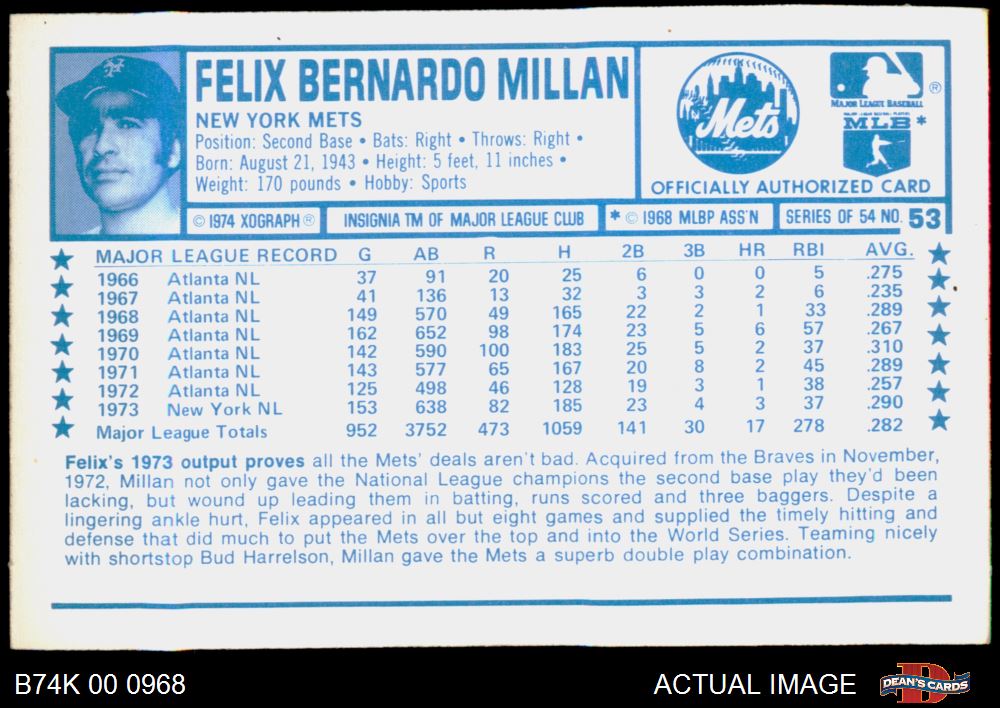 FELIX BERNARDO MILLAN
NEW YORK METS
Position: Second Base • Bats: Right • Throws: Right •
Born: August 21, 1943 • Height: 5 feet, 11 inches •
Weight: 170 pounds • Hobby: Sports
Mets
MAJOR LEAGUE BASEBALL ®
MLB *
OFFICIALLY AUTHORIZED CARD
© 1974 XOGRAPH ® INSIGNIA TM OF MAJOR LEAGUE CLUB * © 1968 MLBP ASS'N SERIES OF 54 NO. 53
MAJOR LEAGUE RECORD G AB R H 2B 3B HR RBI AVG.
1966 Atlanta NL 37 91 20 25 6 0 0 5 .275
1967 Atlanta NL 41 136 13 32 3 3 2 6 .235
1968 Atlanta NL 149 570 49 165 22 2 1 33 .289
1969 Atlanta NL 162 652 98 174 23 5 6 57 .267
1970 Atlanta NL 142 590 100 183 25 5 2 37 .310
1971 Atlanta NL 143 577 65 167 20 8 2 45 .289
1972 Atlanta NL 125 498 46 128 19 3 1 38 .257
1973 New York NL 153 638 82 185 23 4 3 37 .290
Major League Totals 952 3752 473 1059 141 30 17 278 .282
Felix's 1973 output proves all the Mets' deals aren't bad. Acquired from the Braves in November,
1972, Millan not only gave the National League champions the second base play they'd been
lacking, but wound up leading them in batting, runs scored and three baggers. Despite a
lingering ankle hurt, Felix appeared in all but eight games and supplied the timely hitting and
defense that did much to put the Mets over the top and into the World Series. Teaming nicely
with shortstop Bud Harrelson, Millan gave the Mets a superb double play combination.
B74K 00 0968 ACTUAL IMAGE DEAN'S CARDS